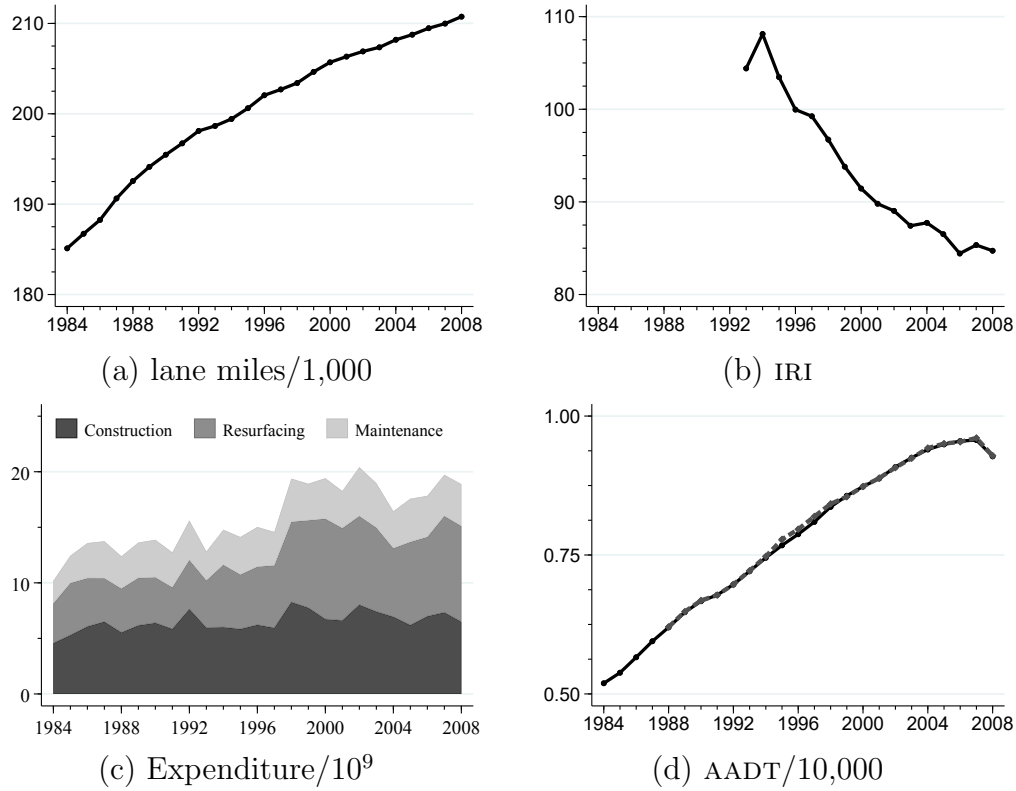 210
200
190
180
1984 1988 1992 1996 2000 2004 2008
(a) lane miles/1,000
110
100
90
80
1984 1988 1992 1996 2000 2004 2008
(b) IRI
Construction Resurfacing Maintenance
20
10
0
1984 1988 1992 1996 2000 2004 2008
(c) Expenditure/10⁹
1.00
0.75
0.50
1984 1988 1992 1996 2000 2004 2008
(d) AADT/10,000